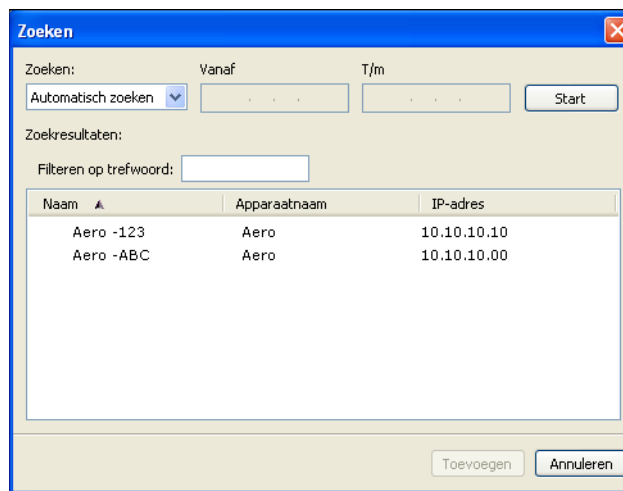 Zoeken
Zoeken: Vanaf T/m
Automatisch zoeken . . . . . . Start
Zoekresultaten:
Filteren op trefwoord:
Naam Apparaatnaam IP-adres
Aero -123 Aero 10.10.10.10
Aero -ABC Aero 10.10.10.00
Toevoegen Annuleren